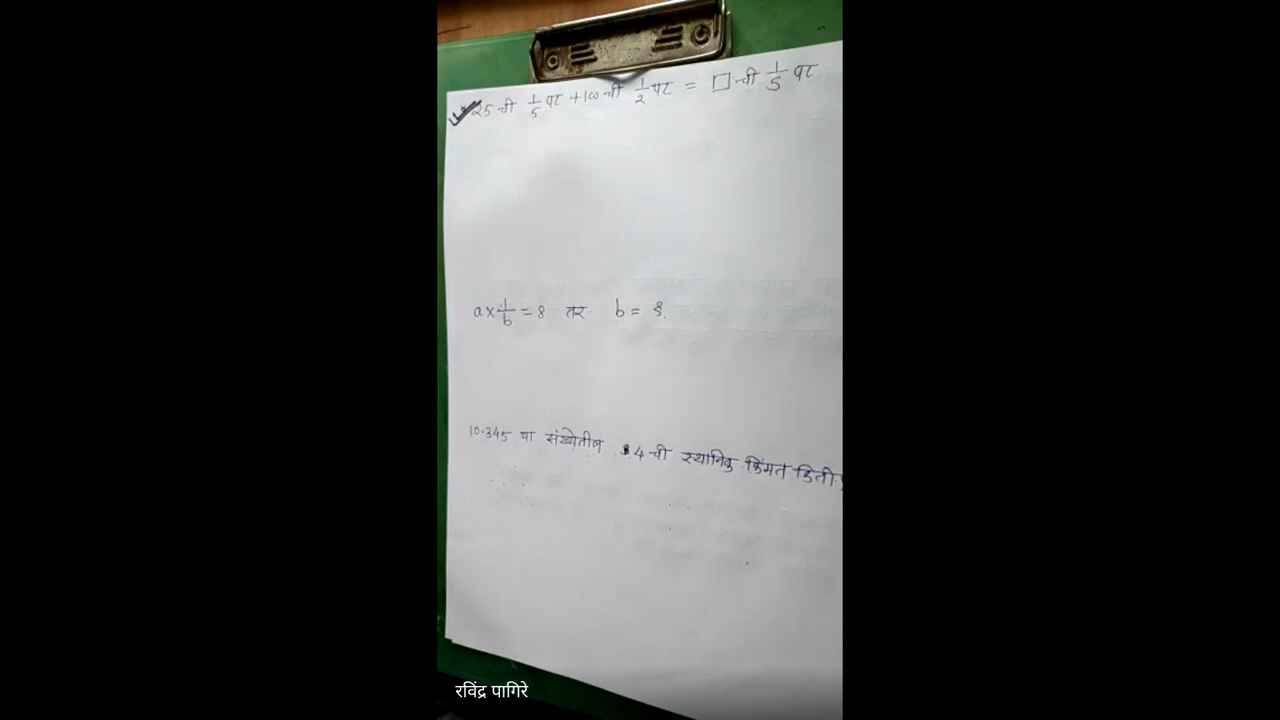 25 ची 1/5 पट + 100 ची 1/2 पट = □ ची 1/5 पट
a × 1/b = 8 तर b = 8.
10.345 या संख्येतील 4 ची स्थानिक किंमत किती
रविंद्र पागिरे